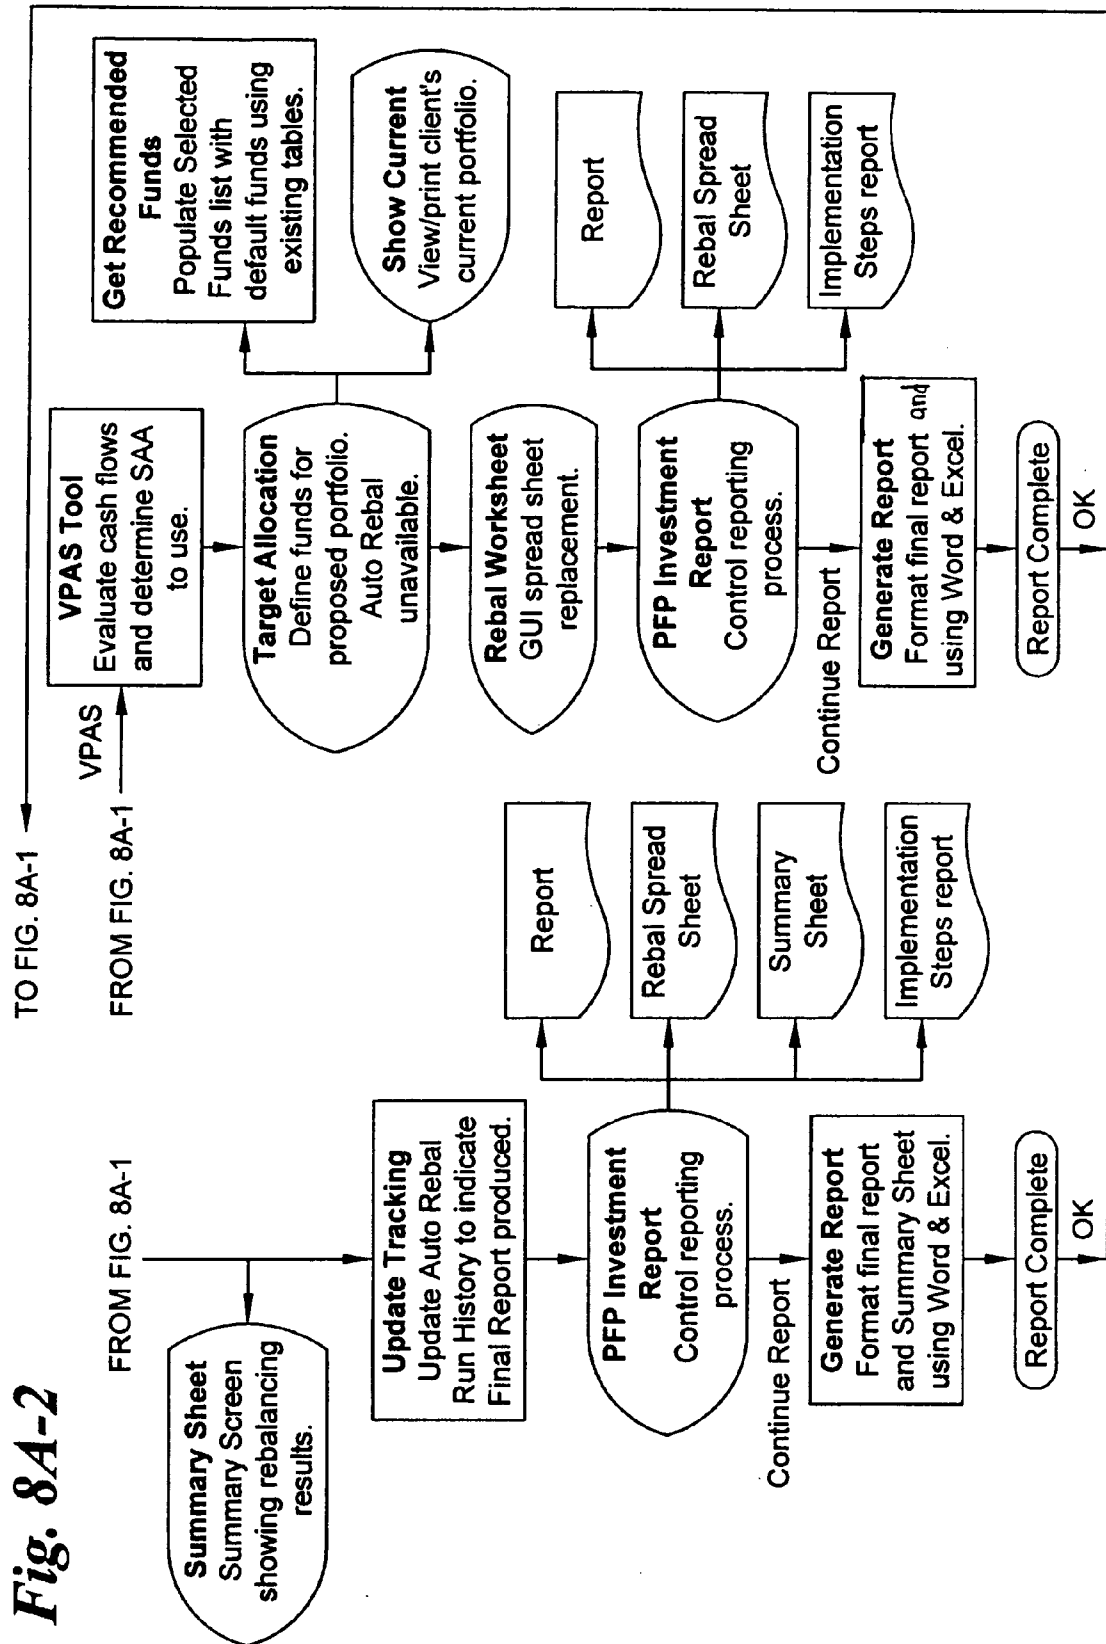 Fig. 8A-2
TO FIG. 8A-1
FROM FIG. 8A-1
Summary Sheet
Summary Screen
showing rebalancing
results.
Update Tracking
Update Auto Rebal
Run History to indicate
Final Report produced.
PFP Investment
Report
Control reporting
process.
Report
Rebal Spread
Sheet
Summary
Sheet
Implementation
Steps report
Continue Report
Generate Report
Format final report
and Summary Sheet
using Word & Excel.
Report Complete
OK
FROM FIG. 8A-1
VPAS
VPAS Tool
Evaluate cash flows
and determine SAA
to use.
Target Allocation
Define funds for
proposed portfolio.
Auto Rebal
unavailable.
Get Recommended
Funds
Populate Selected
Funds list with
default funds using
existing tables.
Show Current
View/print client's
current portfolio.
Rebal Worksheet
GUI spread sheet
replacement.
PFP Investment
Report
Control reporting
process.
Report
Rebal Spread
Sheet
Implementation
Steps report
Continue Report
Generate Report
Format final report and
using Word & Excel.
Report Complete
OK